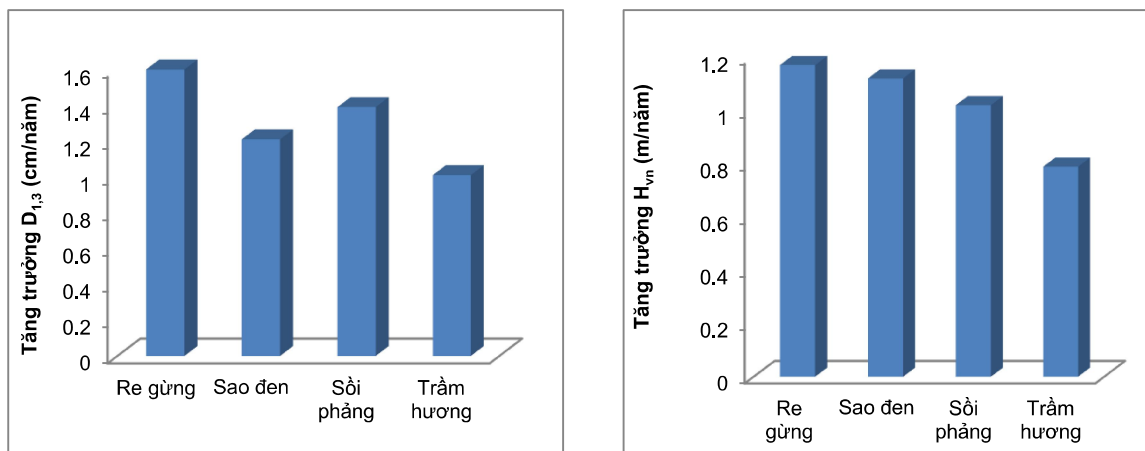 Tăng trưởng D1,3 (cm/năm)
1.6
1.4
1.2
1
0.8
0.6
0.4
0.2
0
Re gừng Sao đen Sồi Trầm
phảng hương
Tăng trưởng Hvn (m/năm)
1.2
1
0.8
0.6
0.4
0.2
0
Re Sao đen Sồi Trầm
gừng phảng hương